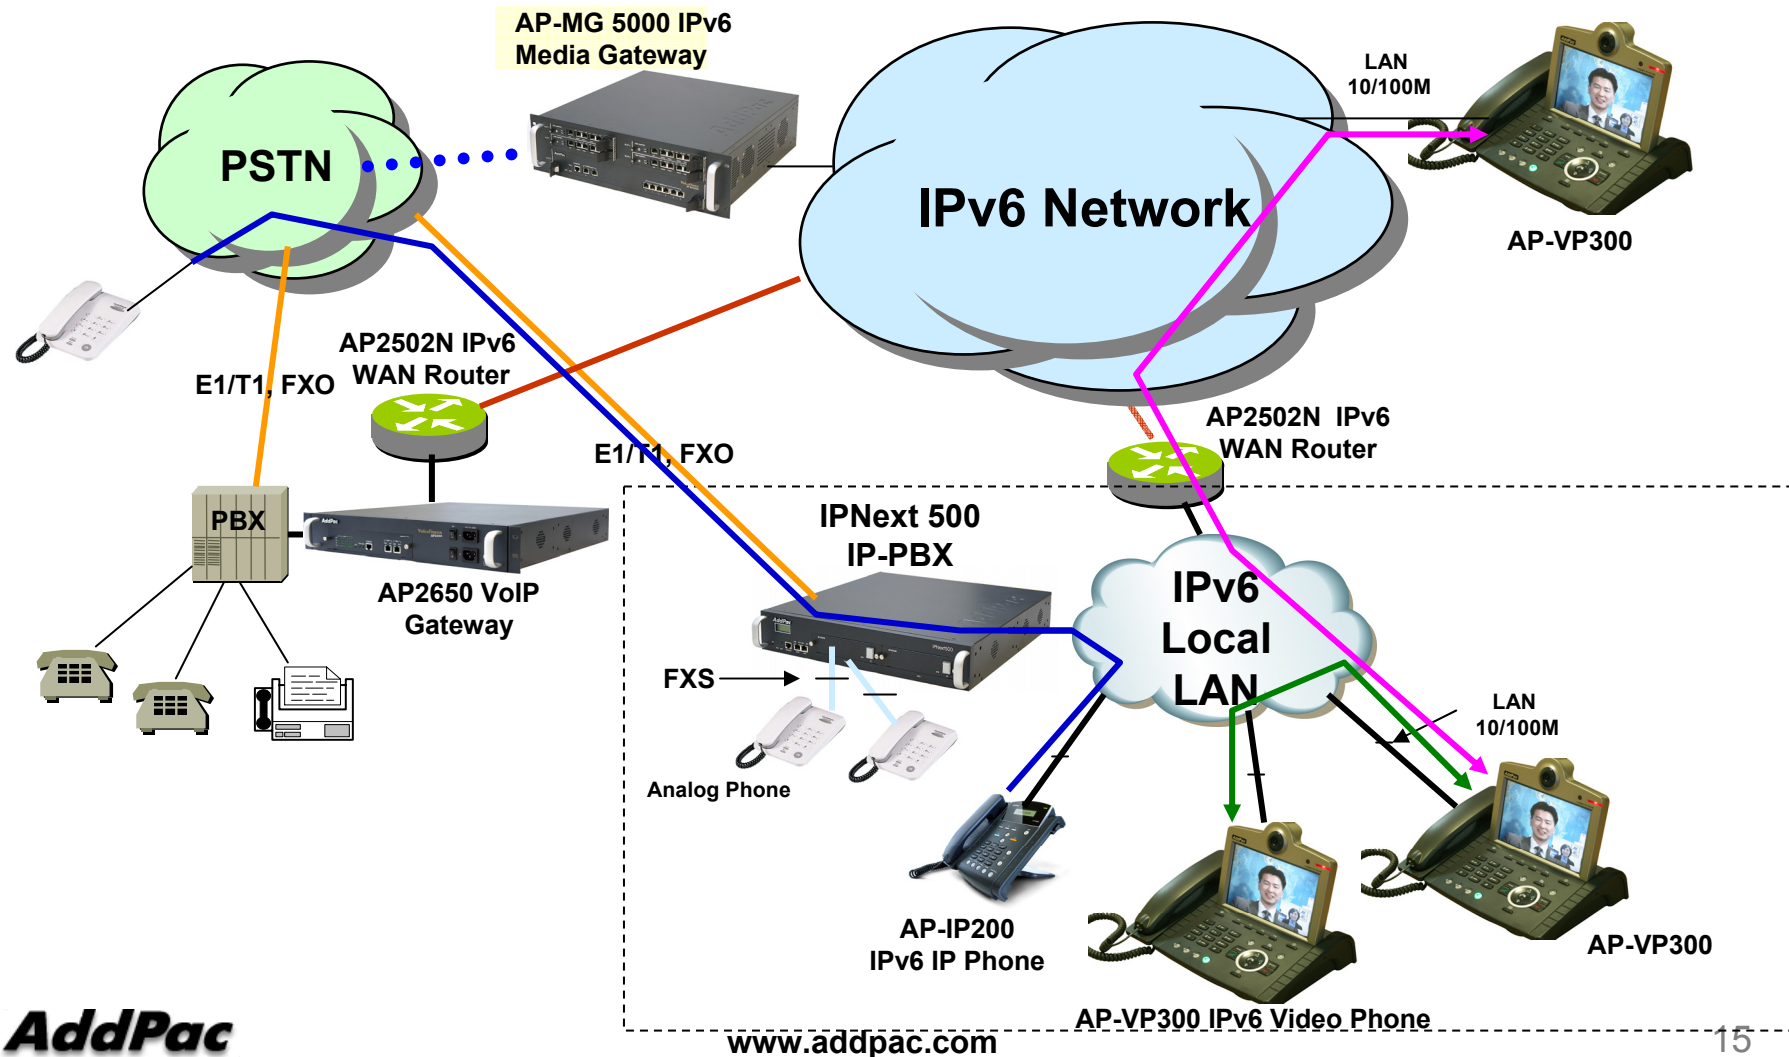 AP-MG 5000 IPv6
Media Gateway
LAN
10/100M
PSTN
IPv6 Network
AP-VP300
AP2502N IPv6
WAN Router
E1/T1, FXO
AP2502N IPv6
WAN Router
E1/T1, FXO
PBX
AddPac
IPNext 500
IP-PBX
AP2650 VoIP
Gateway
IPv6
Local
LAN
AddPac
FXS
LAN
10/100M
Analog Phone
AP-IP200
IPv6 IP Phone
AP-VP300
AP-VP300 IPv6 Video Phone
AddPac
www.addpac.com
15